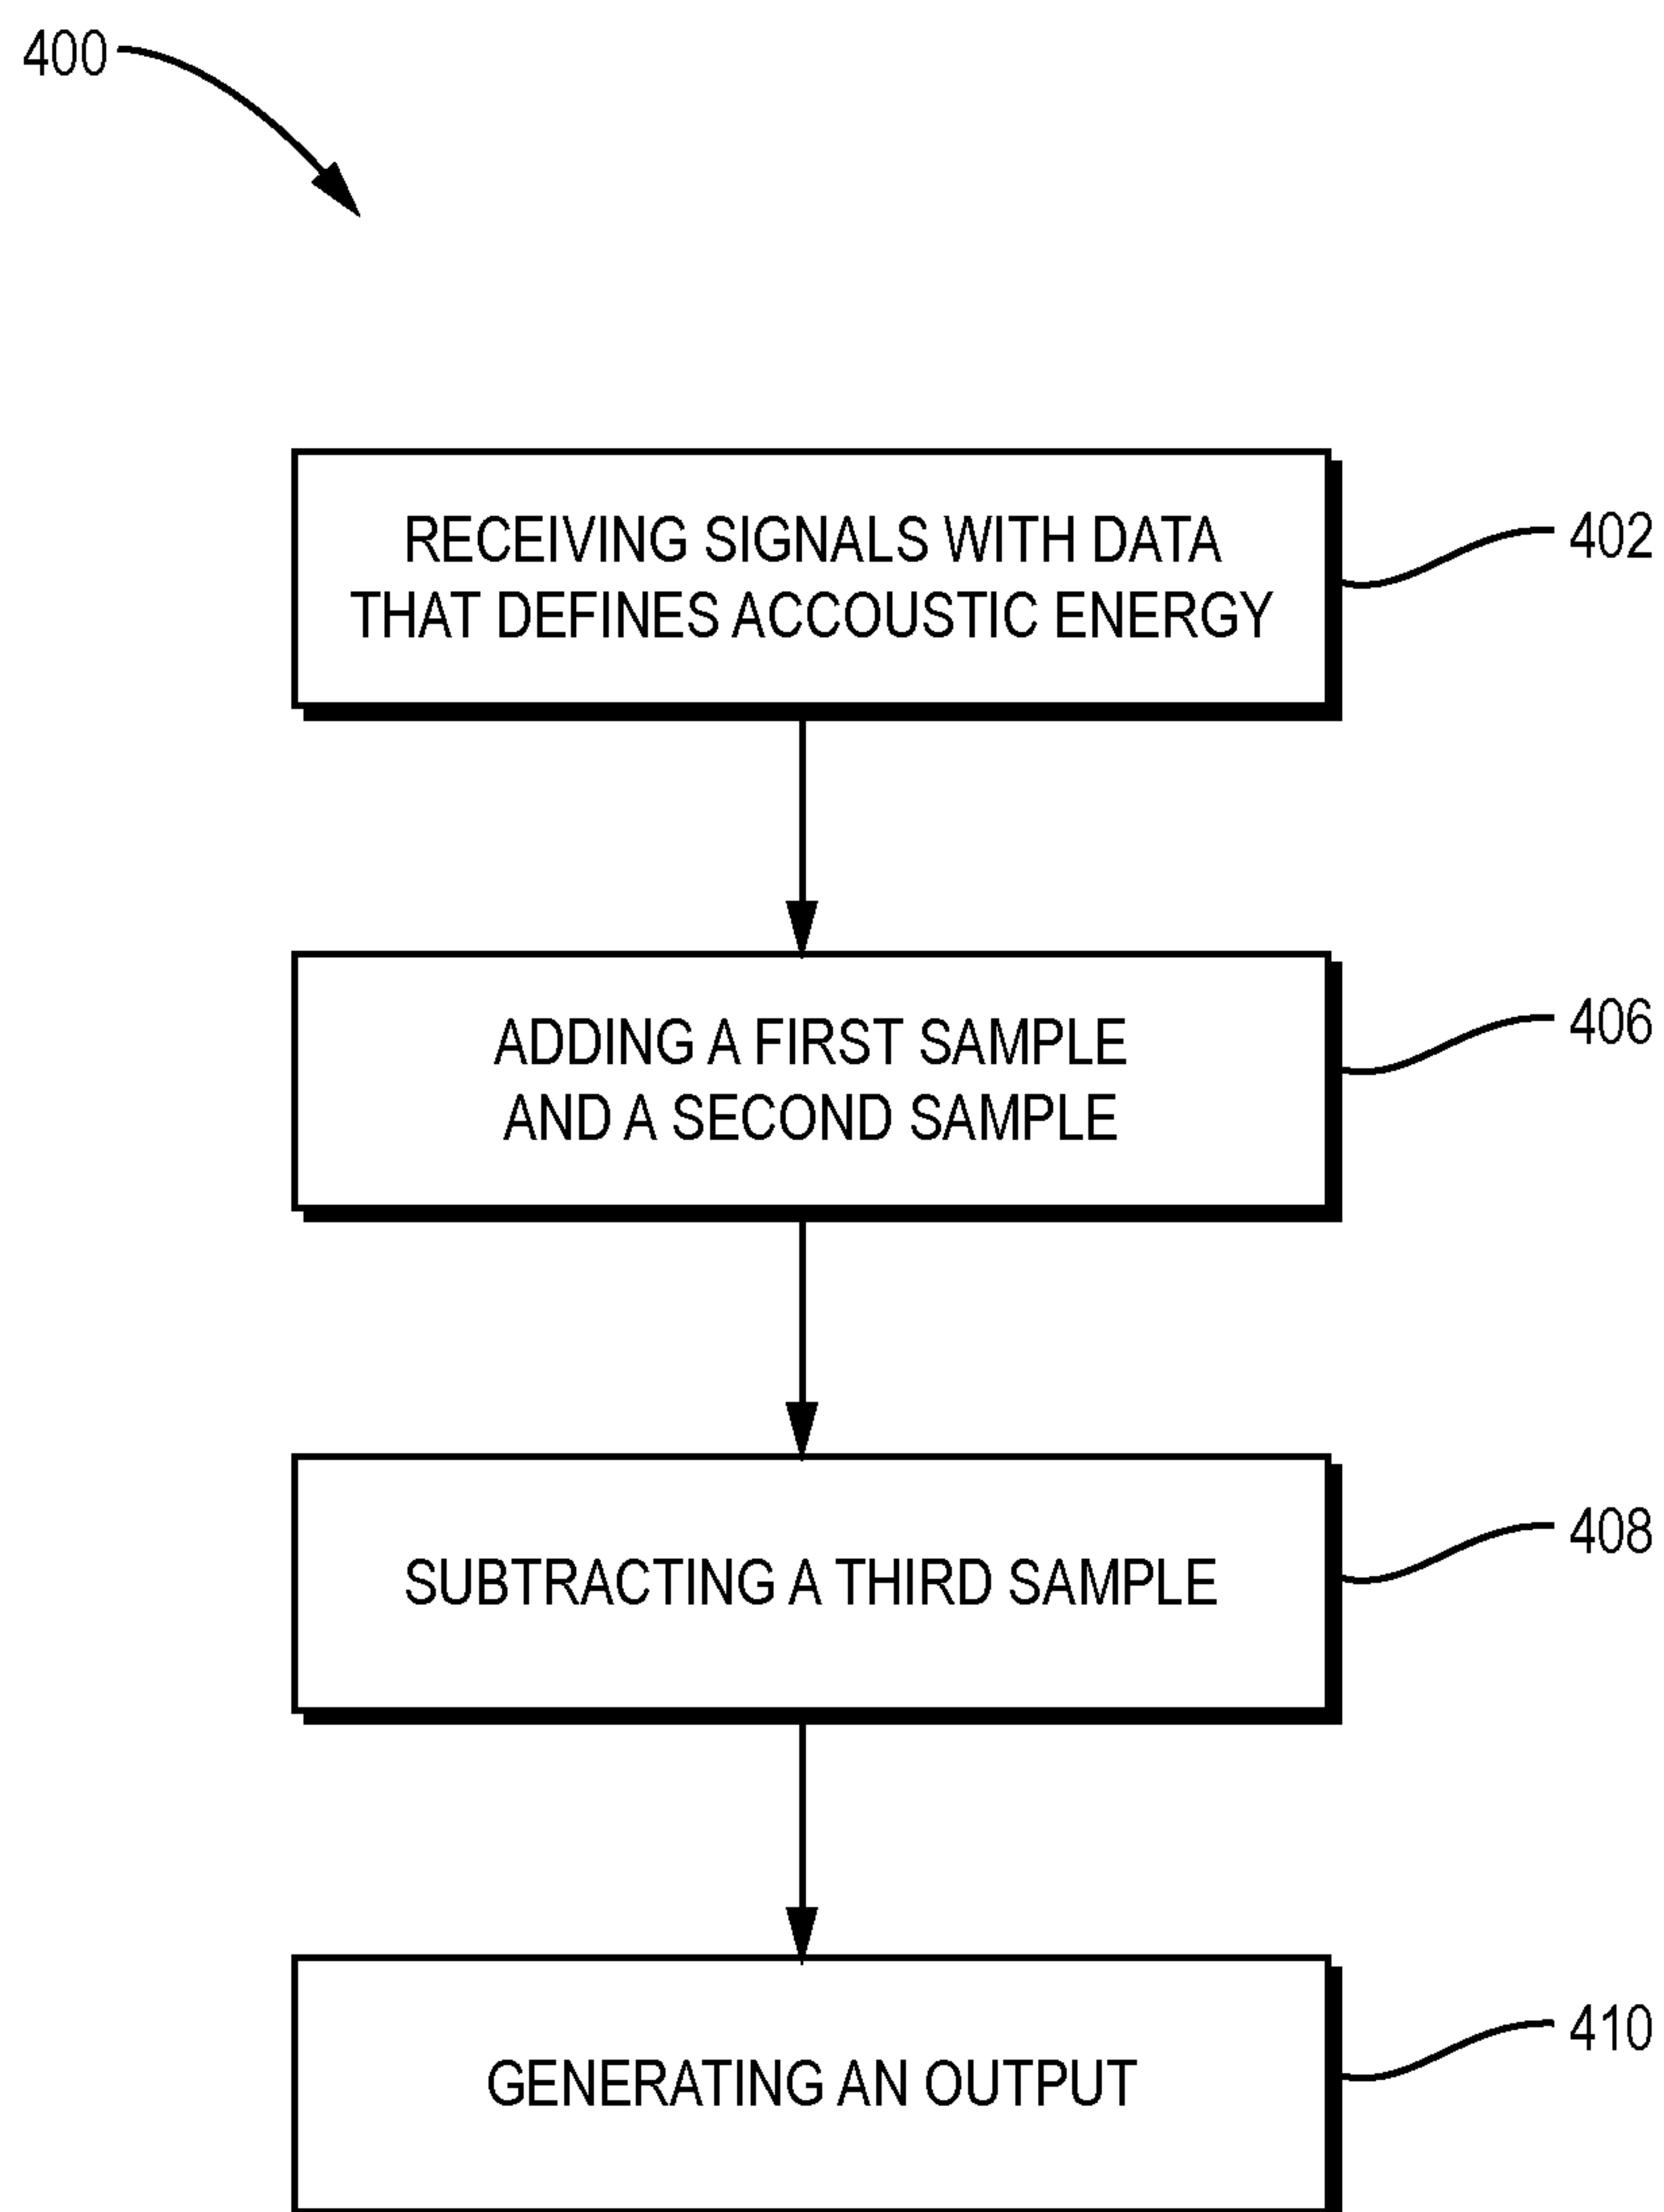 400
RECEIVING SIGNALS WITH DATA
THAT DEFINES ACCOUSTIC ENERGY
402
ADDING A FIRST SAMPLE
AND A SECOND SAMPLE
406
SUBTRACTING A THIRD SAMPLE
408
GENERATING AN OUTPUT
410